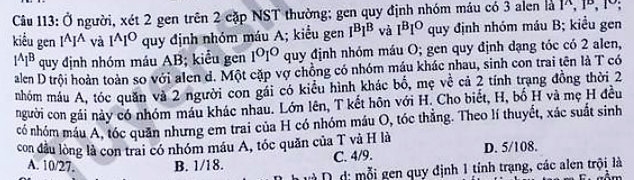 Câu 113: Ở người, xét 2 gen trên 2 cặp NST thường; gen quy định nhóm máu có 3 alen là Iᴬ, Iᴮ, Iᴼ;
kiểu gen IᴬIᴬ và IᴬIᴼ quy định nhóm máu A; kiểu gen IᴮIᴮ và IᴮIᴼ quy định nhóm máu B; kiểu gen
IᴬIᴮ quy định nhóm máu AB; kiểu gen IᴼIᴼ quy định nhóm máu O; gen quy định dạng tóc có 2 alen,
alen D trội hoàn toàn so với alen d. Một cặp vợ chồng có nhóm máu khác nhau, sinh con trai tên là T có
nhóm máu A, tóc quăn và 2 người con gái có kiểu hình khác bố, mẹ về cả 2 tính trạng đồng thời 2
người con gái này có nhóm máu khác nhau. Lớn lên, T kết hôn với H. Cho biết, H, bố H và mẹ H đều
có nhóm máu A, tóc quăn nhưng em trai của H có nhóm máu O, tóc thẳng. Theo lí thuyết, xác suất sinh
con đầu lòng là con trai có nhóm máu A, tóc quăn của T và H là
A. 10/27. B. 1/18. C. 4/9. D. 5/108.
D, d; mỗi gen quy định 1 tính trạng, các alen trội là